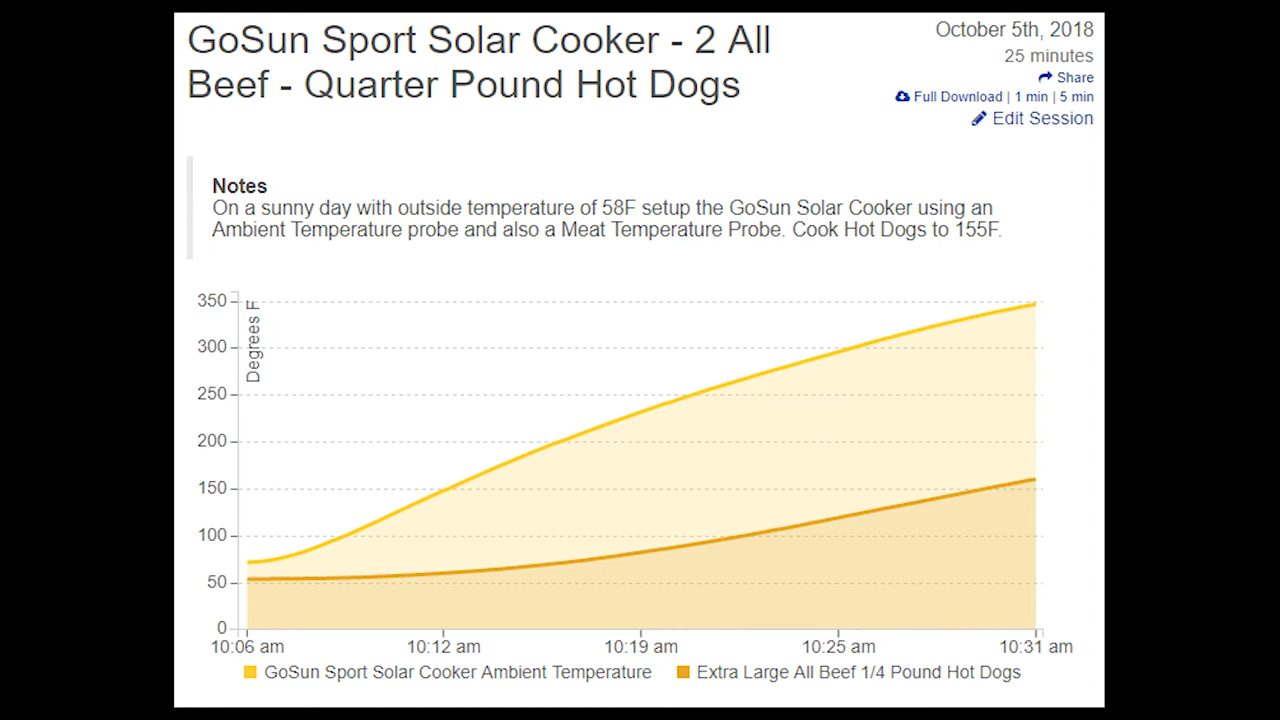 GoSun Sport Solar Cooker - 2 All
Beef - Quarter Pound Hot Dogs
October 5th, 2018
25 minutes
Share
Full Download | 1 min | 5 min
Edit Session
Notes
On a sunny day with outside temperature of 58F setup the GoSun Solar Cooker using an
Ambient Temperature probe and also a Meat Temperature Probe. Cook Hot Dogs to 155F.
Degrees F
350
300
250
200
150
100
50
0
10:06 am 10:12 am 10:19 am 10:25 am 10:31 am
GoSun Sport Solar Cooker Ambient Temperature Extra Large All Beef 1/4 Pound Hot Dogs